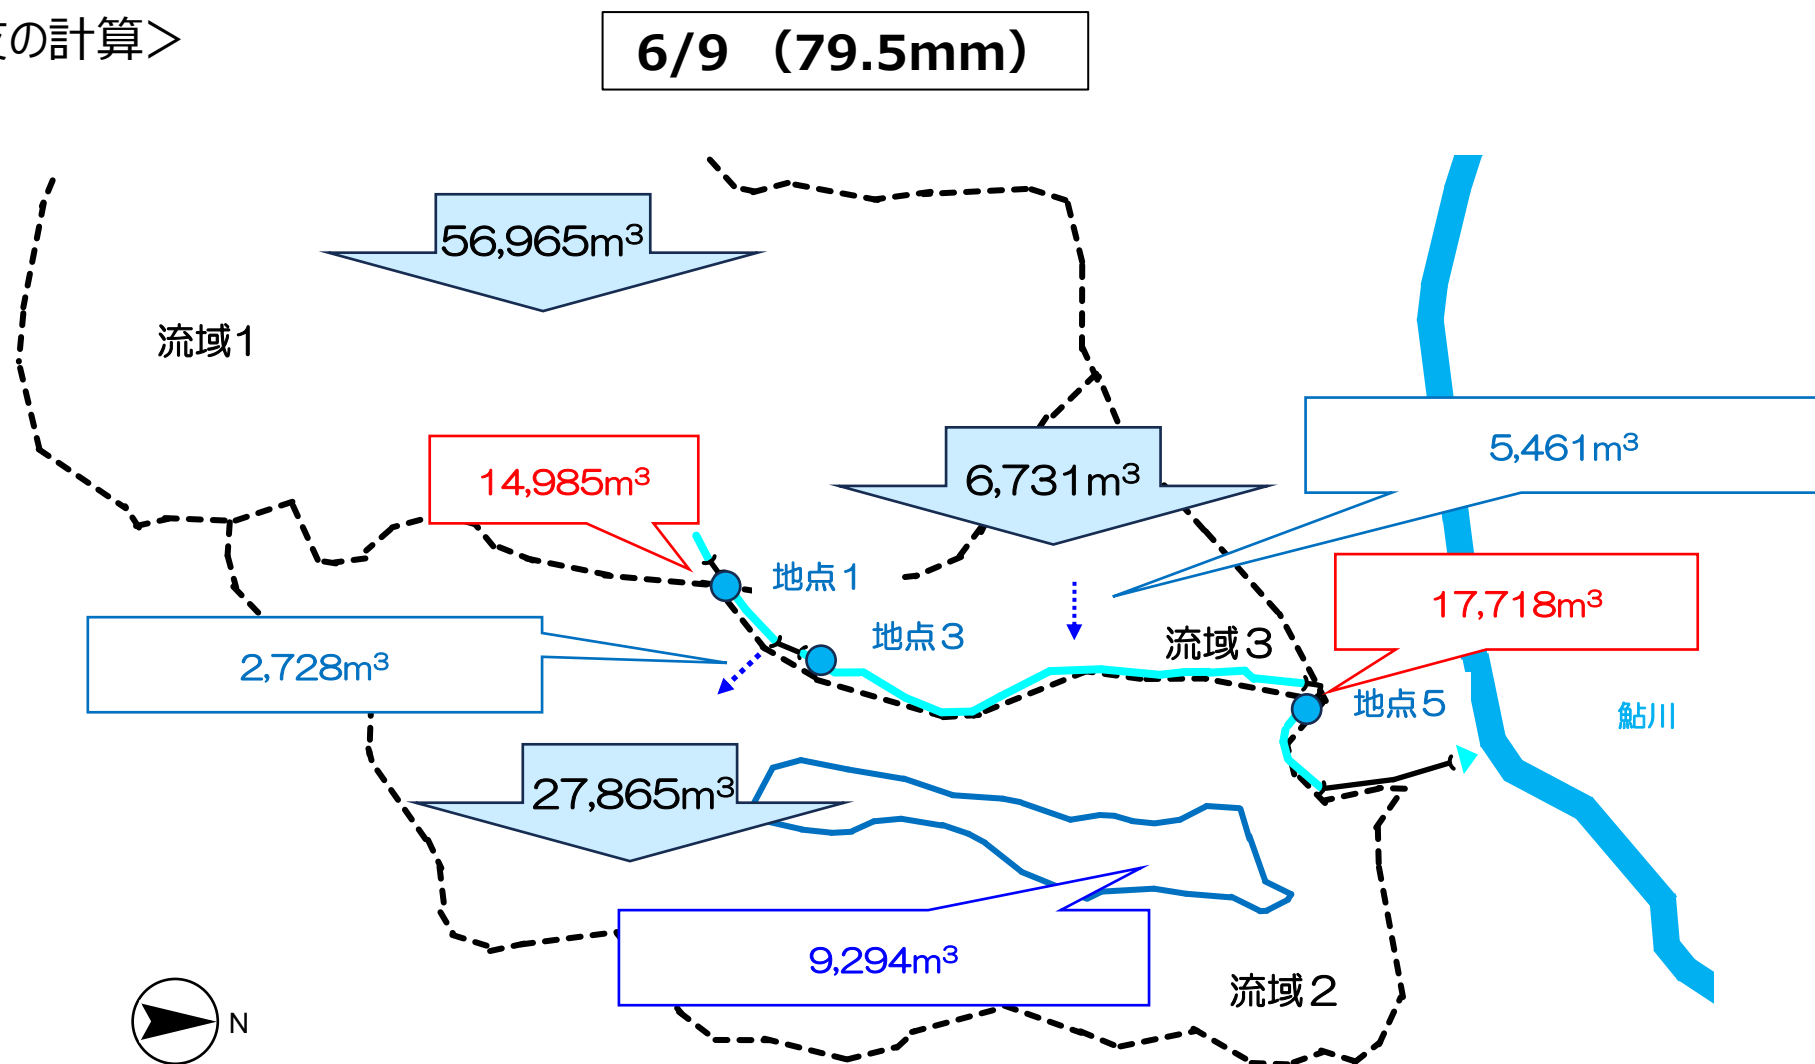 の計算＞
6/9 （79.5mm）
56,965m³
流域１
14,985m³
6,731m³
5,461m³
地点１
17,718m³
地点３
流域３
2,728m³
地点５
鮎川
27,865m³
9,294m³
流域２
N